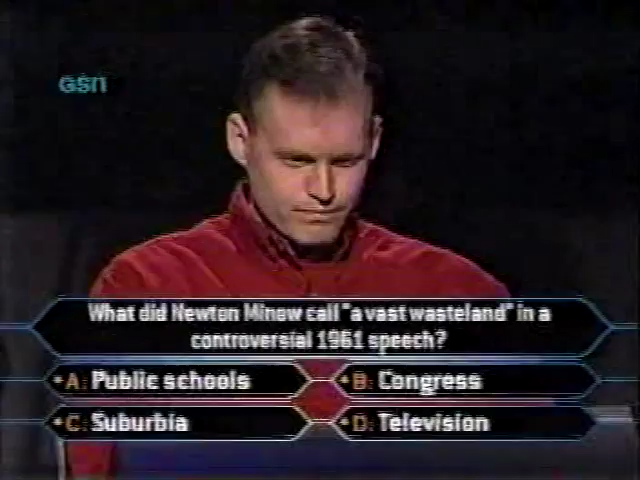 GSN
What did Newton Minow call "a vast wasteland" in a
controversial 1961 speech?
A: Public schools
B: Congress
C: Suburbia
D: Television